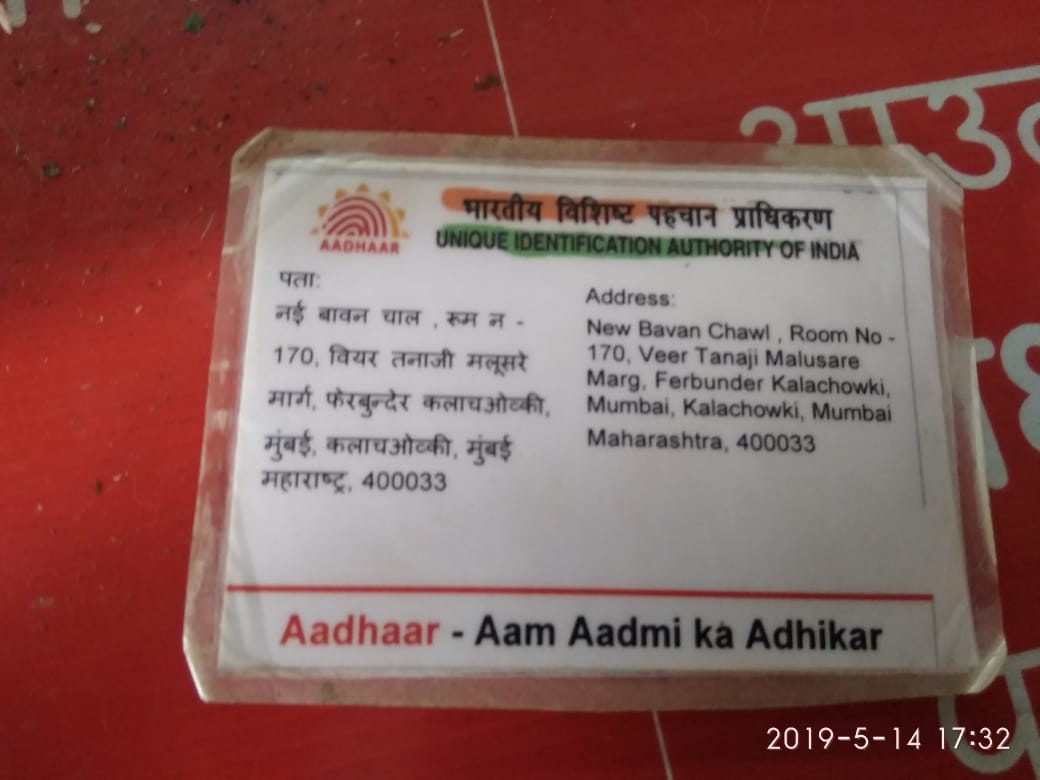 भारतीय विशिष्ट पहचान प्राधिकरण
AADHAAR
UNIQUE IDENTIFICATION AUTHORITY OF INDIA
पता:
नई बावन चाल , रूम न -
170, वियर तनाजी मलूसरे
मार्ग, फेरबुन्देर कलाचओव्की,
मुंबई, कलाचओव्की, मुंबई
महाराष्ट्र, 400033
Address:
New Bavan Chawl , Room No -
170, Veer Tanaji Malusare
Marg, Ferbunder Kalachowki,
Mumbai, Kalachowki, Mumbai
Maharashtra, 400033
Aadhaar - Aam Aadmi ka Adhikar
2019-5-14 17:32